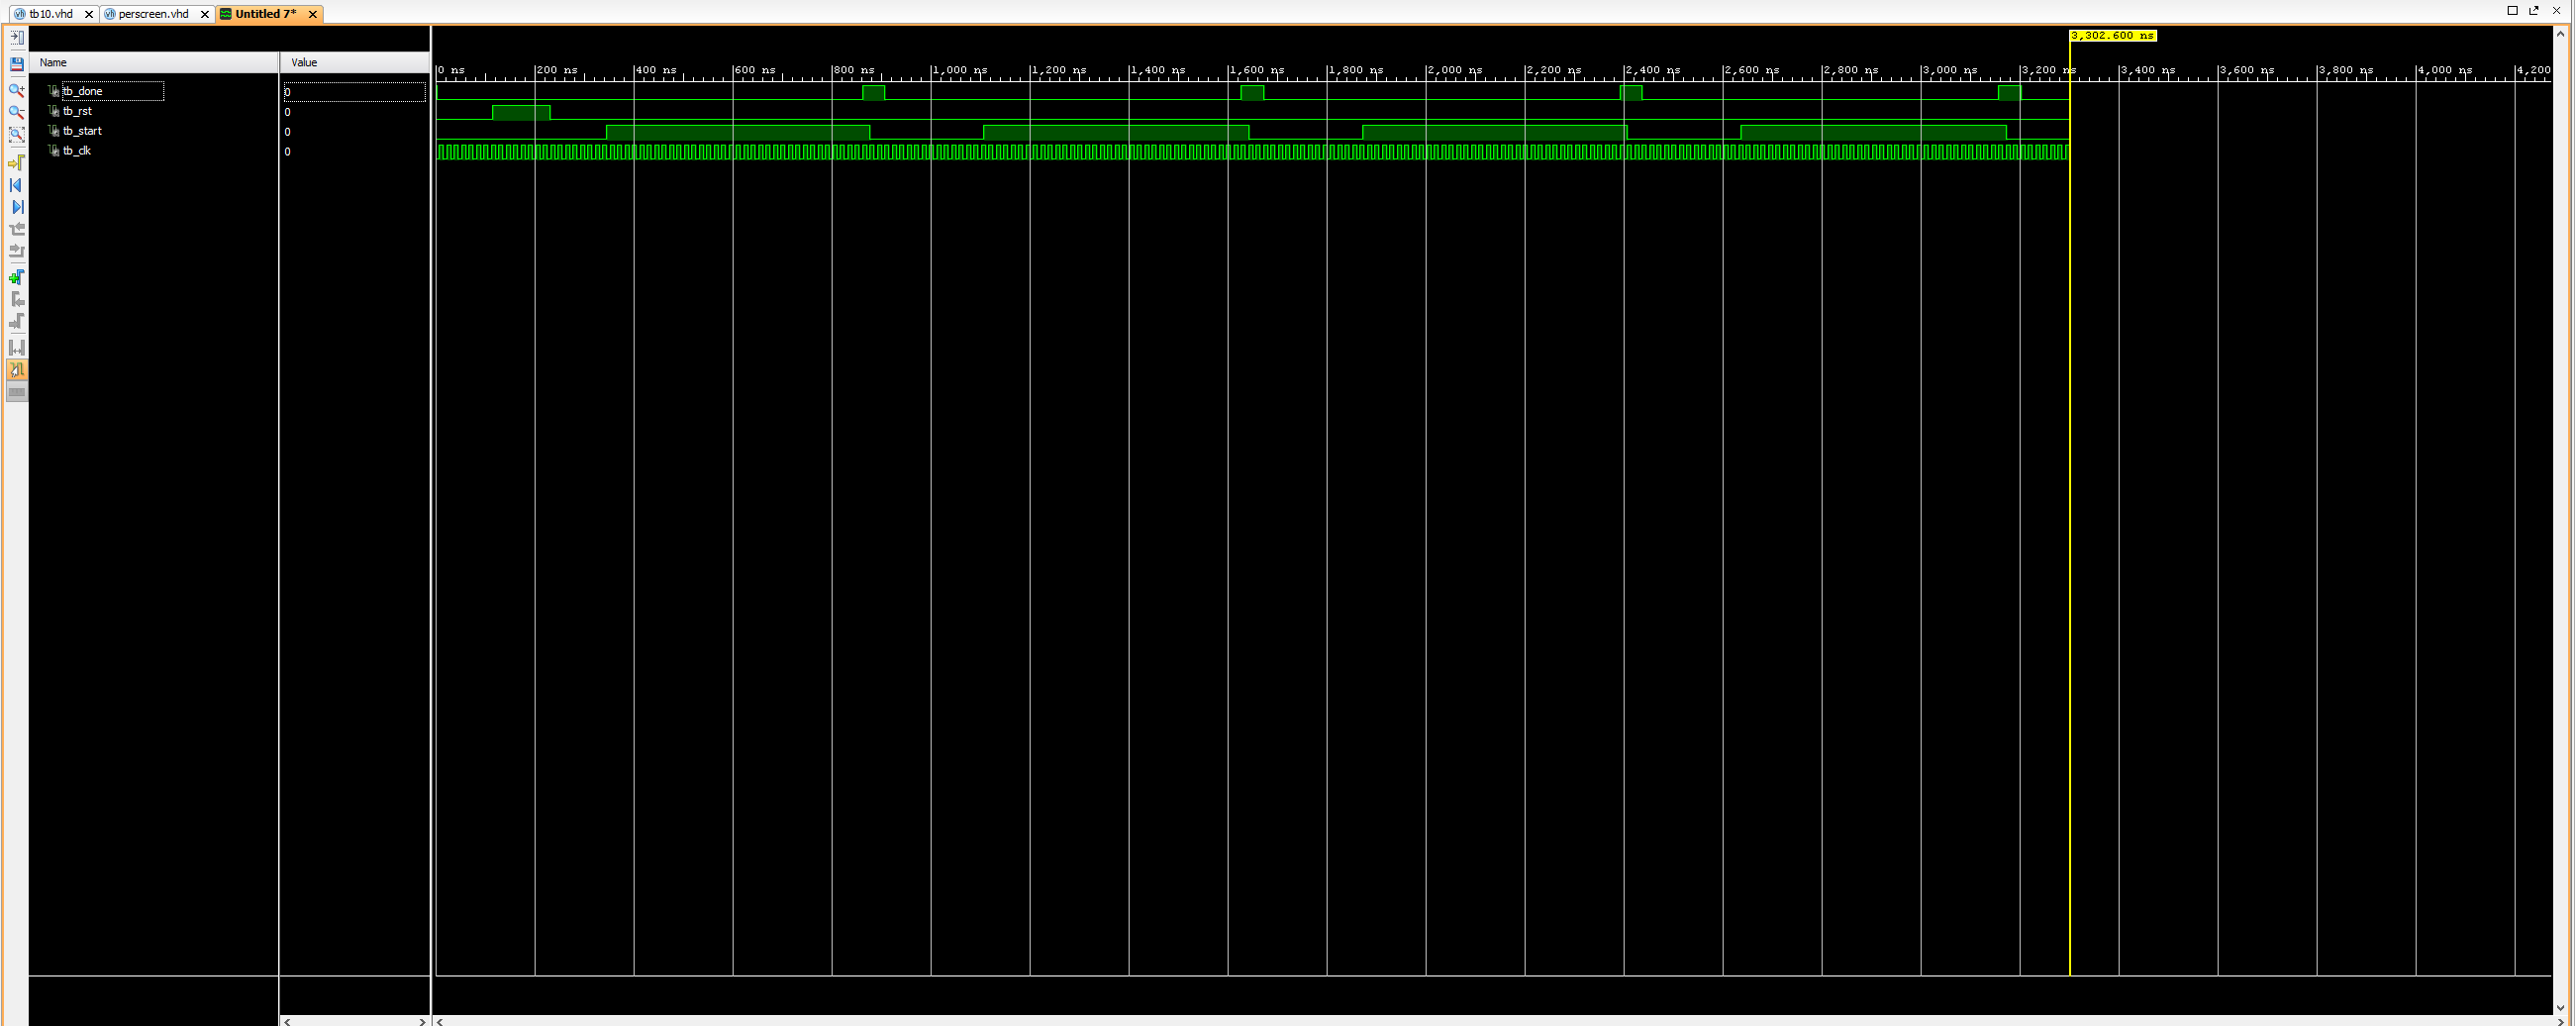 tb10.vhd perscreen.vhd Untitled 7*
3,302.600 ns
Name Value
0 ns 200 ns 400 ns 600 ns 800 ns 1,000 ns 1,200 ns 1,400 ns 1,600 ns 1,800 ns 2,000 ns 2,200 ns 2,400 ns 2,600 ns 2,800 ns 3,000 ns 3,200 ns 3,400 ns 3,600 ns 3,800 ns 4,000 ns 4,200
tb_done 0
tb_rst 0
tb_start 0
tb_clk 0